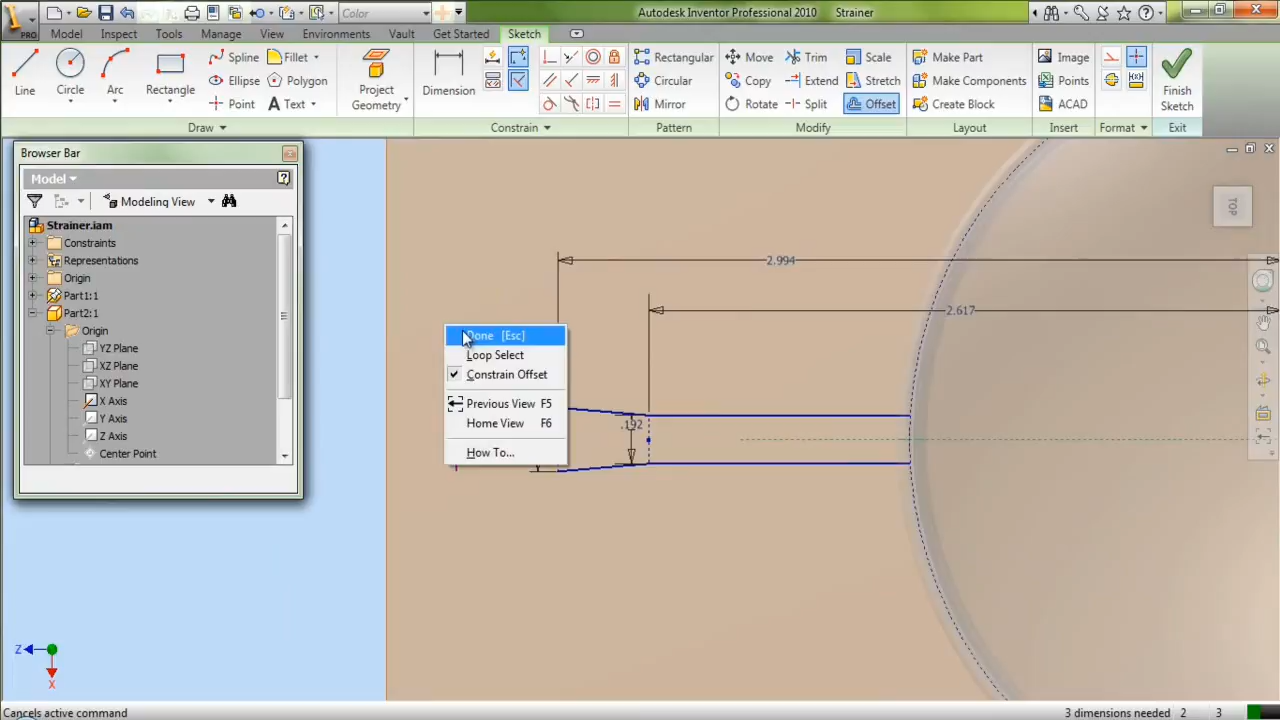 PRO
Color
Autodesk Inventor Professional 2010 Strainer
Model Inspect Tools Manage View Environments Vault Get Started Sketch
Line
Circle
Arc
Rectangle
Spline
Fillet
Ellipse
Polygon
Point
Text
Project
Geometry
Dimension
Rectangular
Circular
Mirror
Move
Trim
Scale
Copy
Extend
Stretch
Rotate
Split
Offset
Make Part
Make Components
Create Block
Image
Points
ACAD
Finish
Sketch
Draw
Constrain
Pattern
Modify
Layout
Insert
Format
Exit
Browser Bar
Model
Modeling View
Strainer.iam
Constraints
Representations
Origin
Part1:1
Part2:1
Origin
YZ Plane
XZ Plane
XY Plane
X Axis
Y Axis
Z Axis
Center Point
TOP
2.994
2.617
.192
Done [Esc]
Loop Select
Constrain Offset
Previous View F5
Home View F6
How To...
Z
X
Cancels active command
3 dimensions needed 2 3